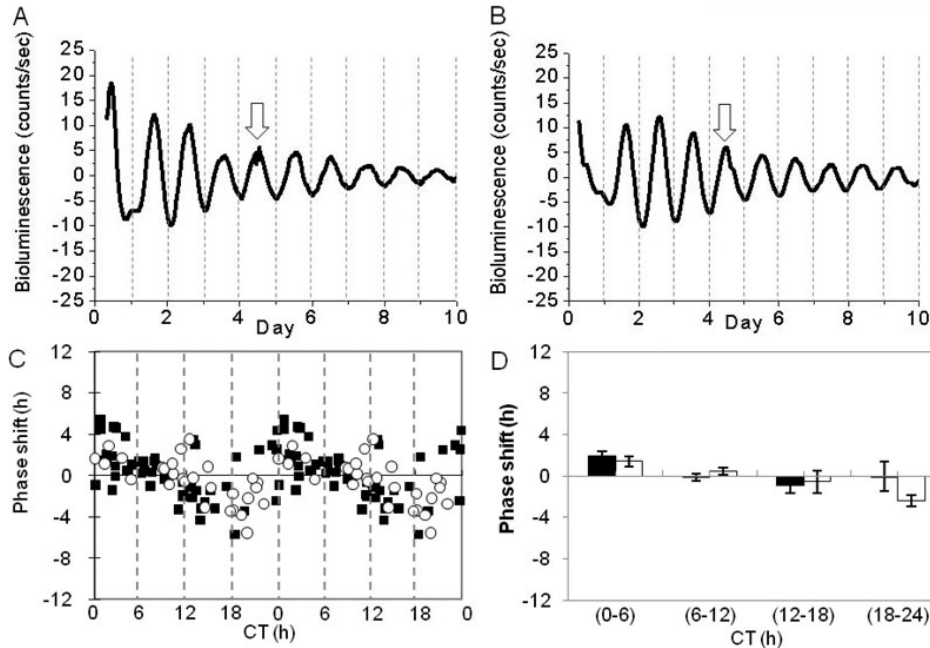 A
Bioluminescence (counts/sec)
25
20
15
10
5
0
-5
-10
-15
-20
-25
0 2 4 6 8 10
Day
B
Bioluminescence (counts/sec)
25
20
15
10
5
0
-5
-10
-15
-20
-25
0 2 4 6 8 10
Day
C
Phase shift (h)
12
8
4
0
-4
-8
-12
0 6 12 18 0 6 12 18 0
CT (h)
D
Phase shift (h)
12
8
4
0
-4
-8
-12
(0-6) (6-12) (12-18) (18-24)
CT (h)